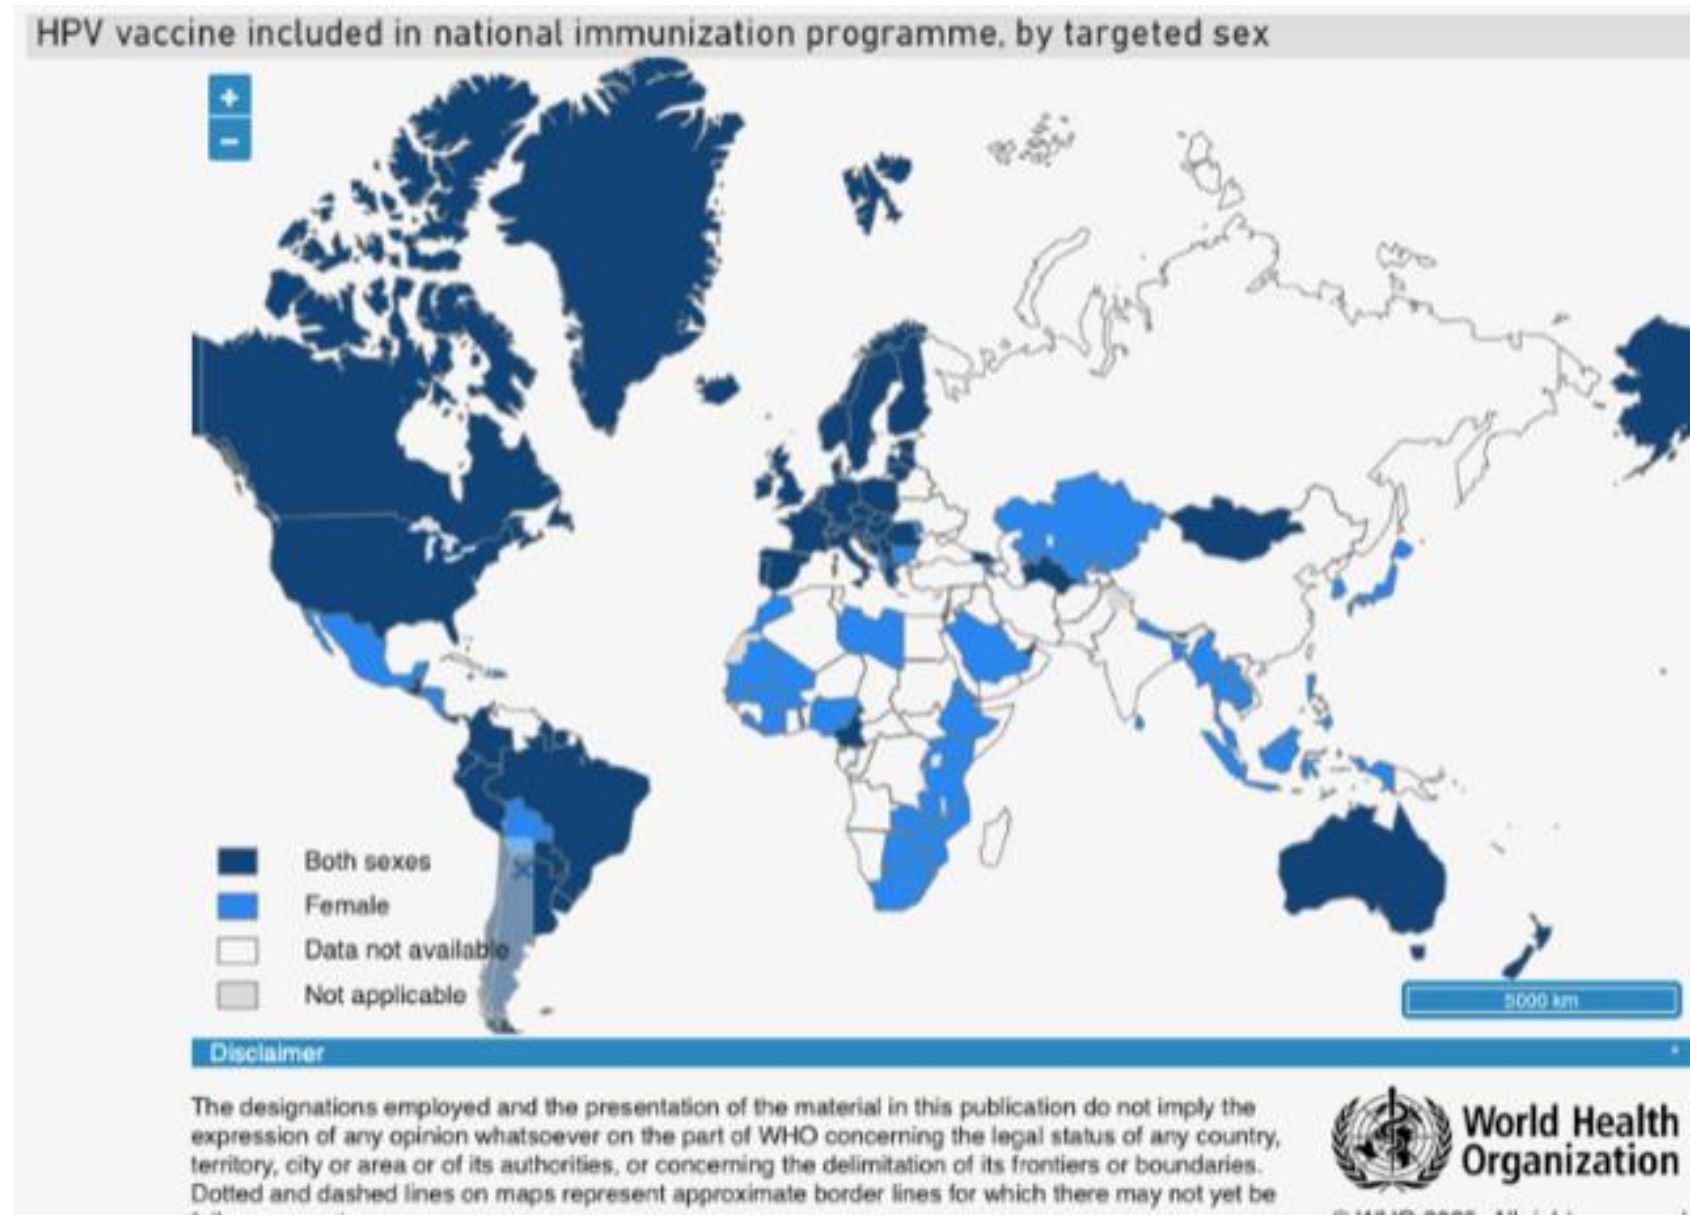 HPV vaccine included in national immunization programme, by targeted sex
+
−
Both sexes
Female
Data not available
Not applicable
5000 km
Disclaimer
The designations employed and the presentation of the material in this publication do not imply the
expression of any opinion whatsoever on the part of WHO concerning the legal status of any country,
territory, city or area or of its authorities, or concerning the delimitation of its frontiers or boundaries.
Dotted and dashed lines on maps represent approximate border lines for which there may not yet be
World Health
Organization